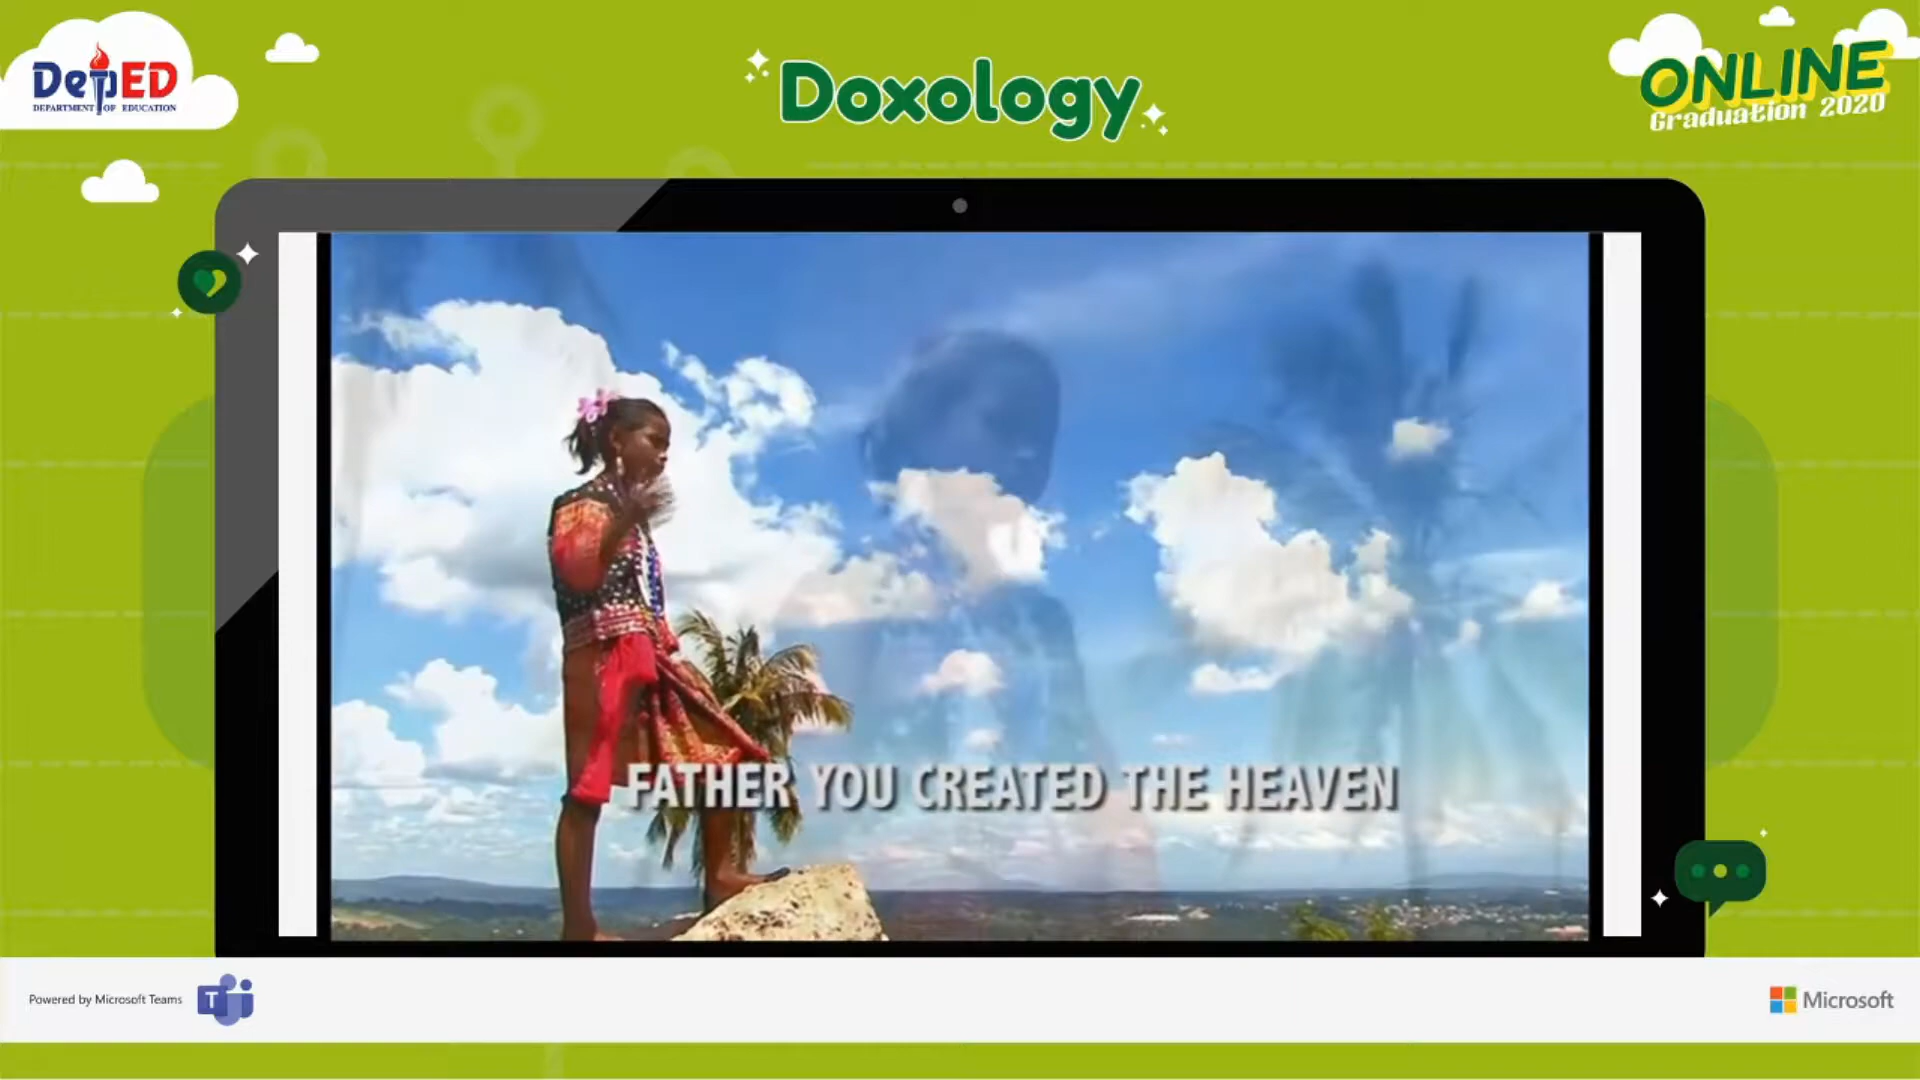 DepED
DEPARTMENT OF EDUCATION
Doxology
ONLINE
Graduation 2020
FATHER YOU CREATED THE HEAVEN
Powered by Microsoft Teams
T
Microsoft